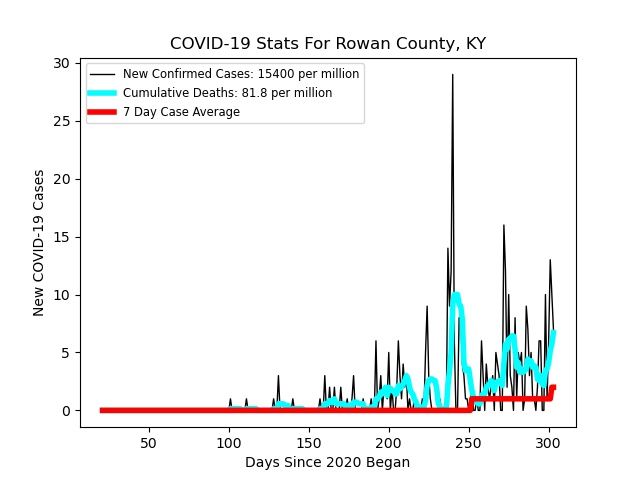 COVID-19 Stats For Rowan County, KY
New Confirmed Cases: 15400 per million
Cumulative Deaths: 81.8 per million
7 Day Case Average
30
25
20
15
10
5
0
New COVID-19 Cases
50 100 150 200 250 300
Days Since 2020 Began